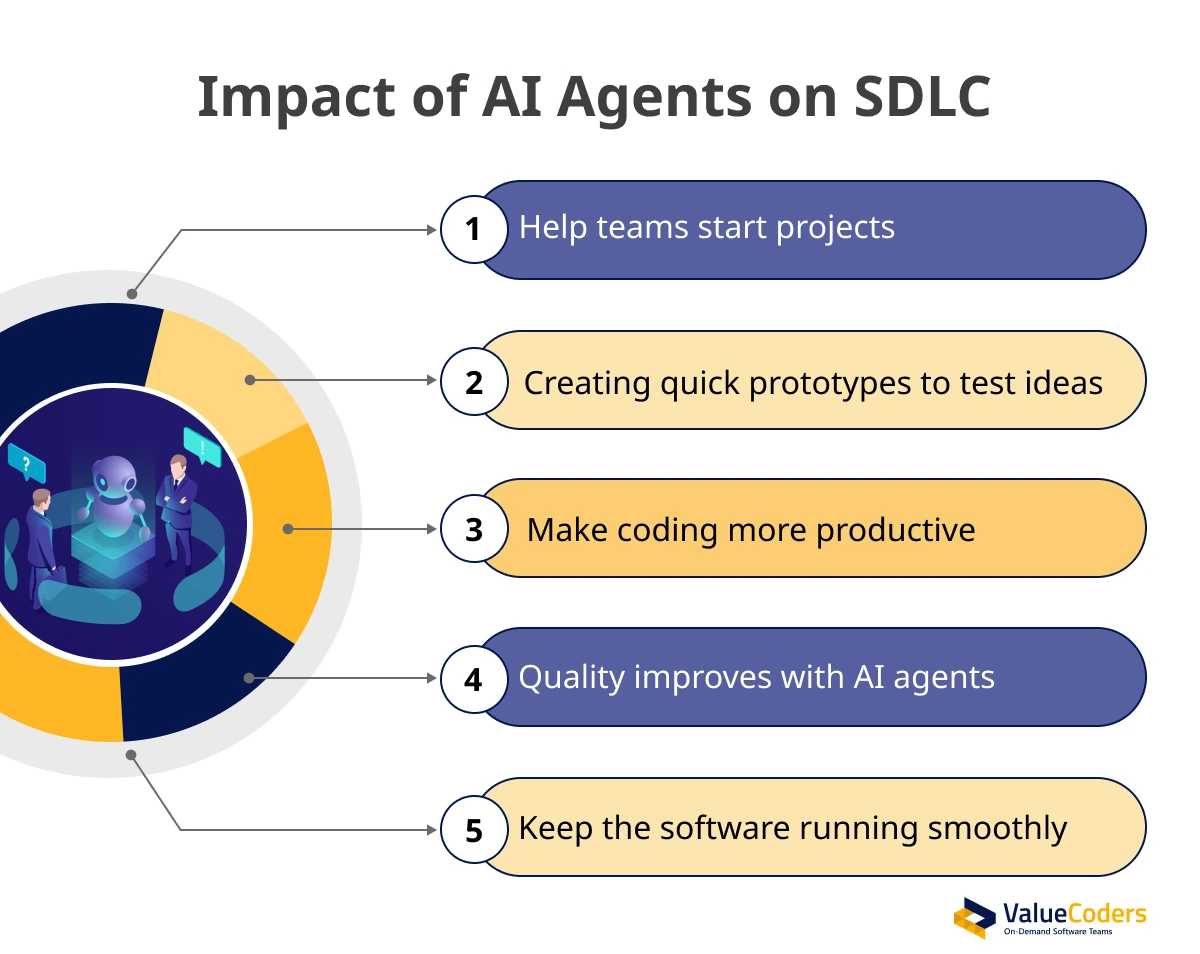 Impact of AI Agents on SDLC
1
Help teams start projects
2
Creating quick prototypes to test ideas
3
Make coding more productive
4
Quality improves with AI agents
5
Keep the software running smoothly
?
!
ValueCoders
On-Demand Software Teams